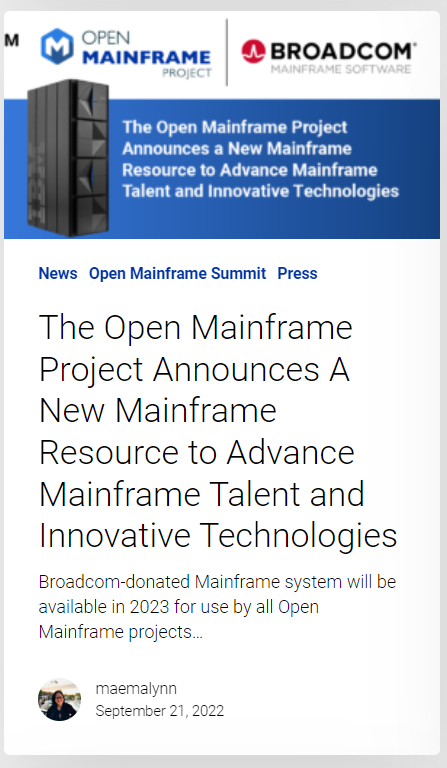 M
OPEN
MAINFRAME
PROJECT
BROADCOM®
MAINFRAME SOFTWARE
IBM
The Open Mainframe Project
Announces a New Mainframe
Resource to Advance Mainframe
Talent and Innovative Technologies
News Open Mainframe Summit Press
The Open Mainframe
Project Announces A
New Mainframe
Resource to Advance
Mainframe Talent and
Innovative Technologies
Broadcom-donated Mainframe system will be
available in 2023 for use by all Open
Mainframe projects...
maemalynn
September 21, 2022